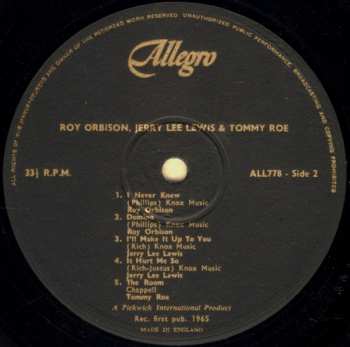 ALL RIGHTS OF THE MANUFACTURER AND OF THE OWNER OF THE RECORDED WORK RESERVED. UNAUTHORISED PUBLIC PERFORMANCE, BROADCASTING AND COPYING PROHIBITED
Allegro
ROY ORBISON, JERRY LEE LEWIS & TOMMY ROE
33⅓ R.P.M.
ALL778 - Side 2
1. I Never Knew
(Phillips) Knox Music
Roy Orbison
2. Domino
(Phillips) Knox Music
Roy Orbison
3. I'll Make It Up To You
(Rich) Knox Music
Jerry Lee Lewis
4. It Hurt Me So
(Rich-Justus) Knox Music
Jerry Lee Lewis
5. The Room
Chappell
Tommy Roe
A Pickwick International Product
Rec. first pub. 1965
MADE IN ENGLAND